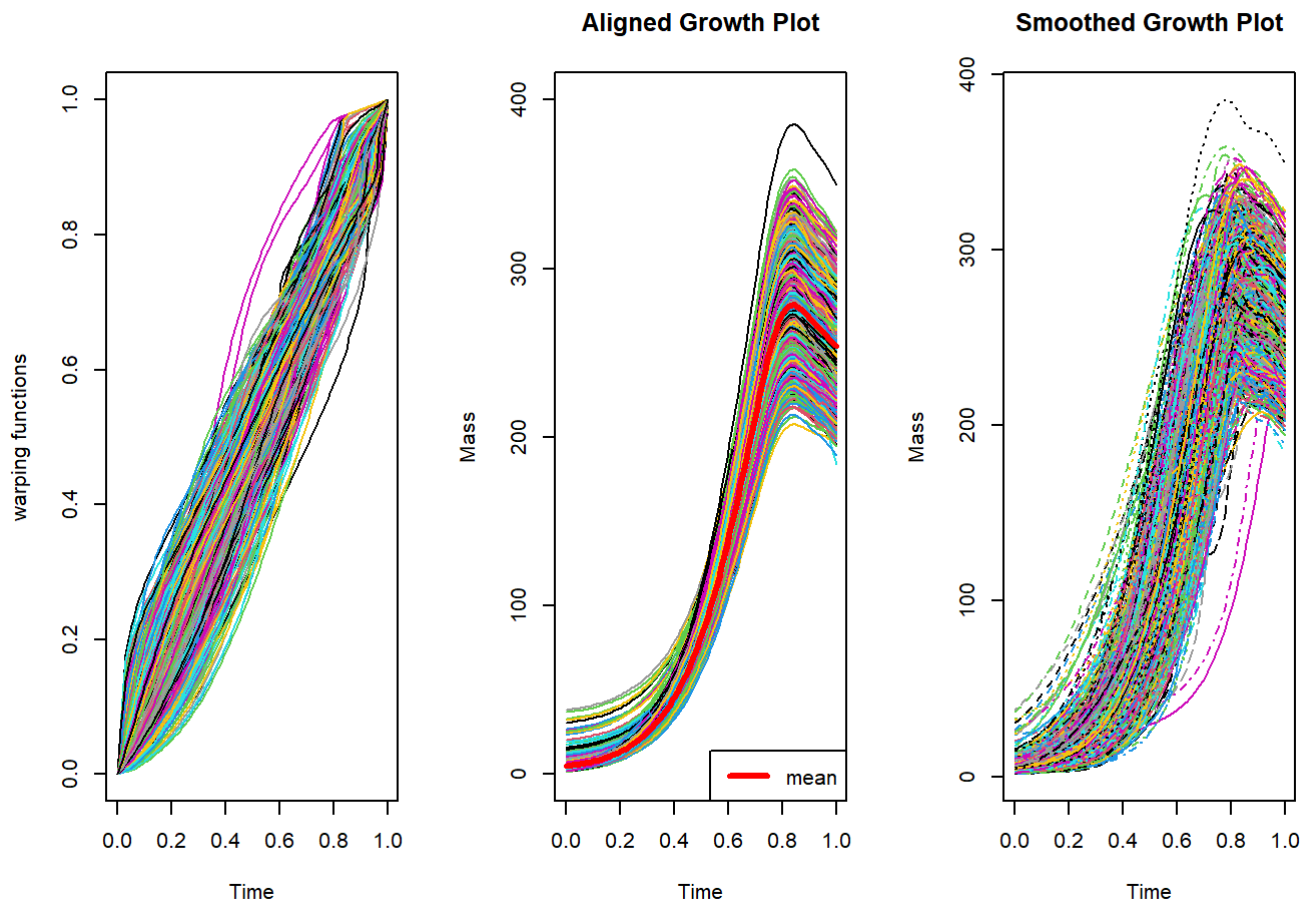 Aligned Growth Plot
Smoothed Growth Plot
warping functions
0.0
0.2
0.4
0.6
0.8
1.0
0.0 0.2 0.4 0.6 0.8 1.0
Time
Mass
0
100
200
300
400
mean
0.0 0.2 0.4 0.6 0.8 1.0
Time
Mass
0
100
200
300
400
0.0 0.2 0.4 0.6 0.8 1.0
Time